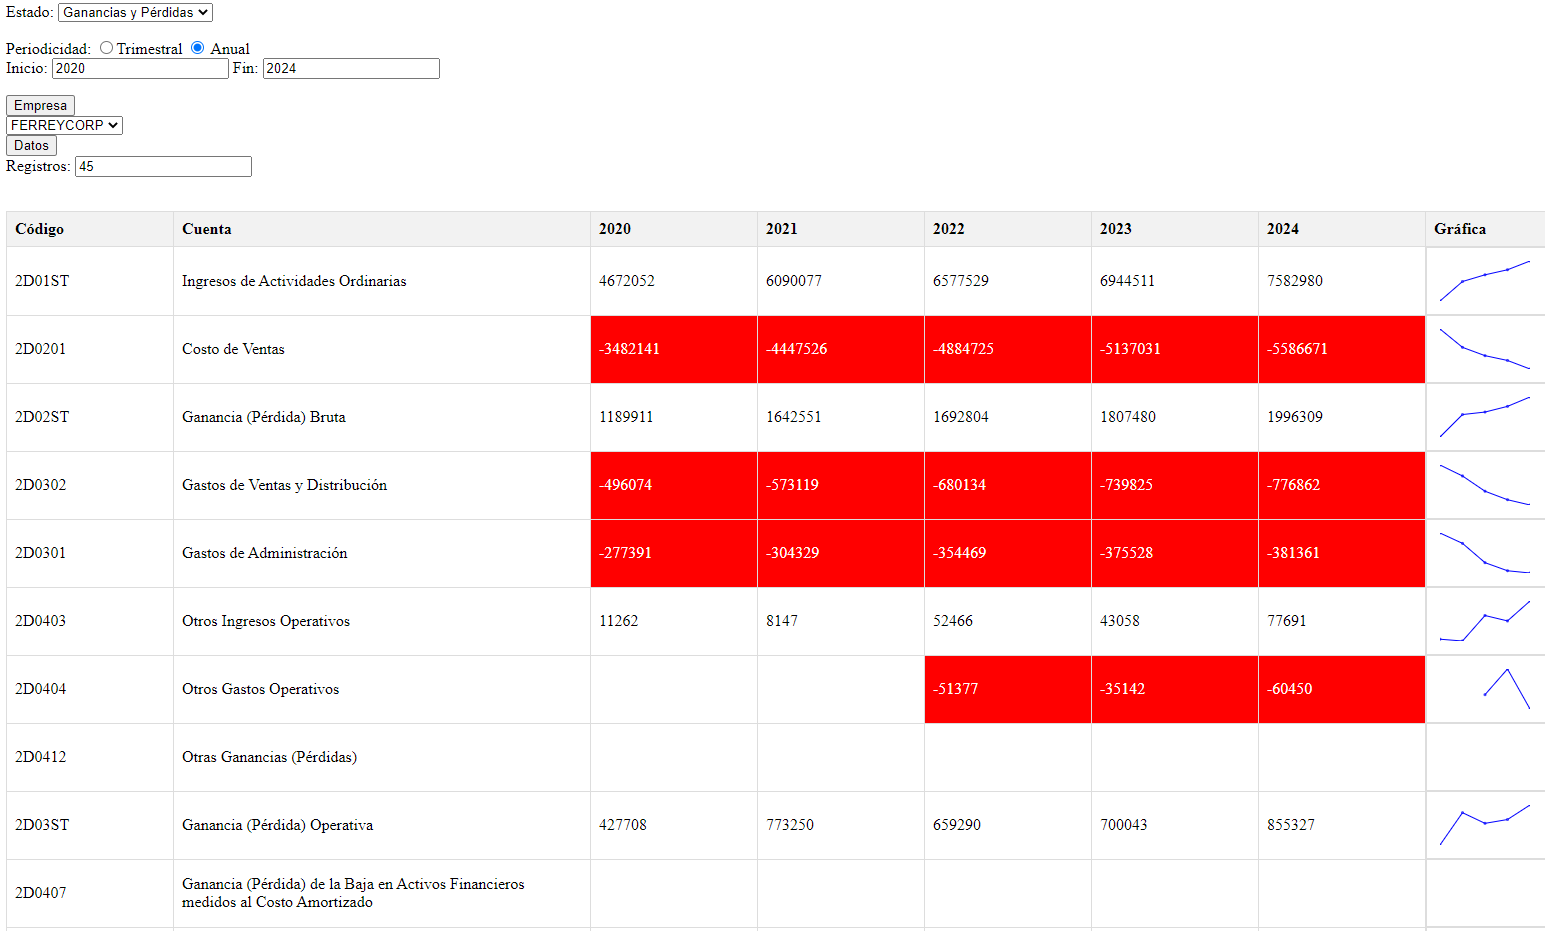 Estado: Ganancias y Pérdidas
Periodicidad: Trimestral Anual
Inicio: 2020 Fin: 2024
Empresa
FERREYCORP
Datos
Registros: 45
Código Cuenta 2020 2021 2022 2023 2024 Gráfica
2D01ST Ingresos de Actividades Ordinarias 4672052 6090077 6577529 6944511 7582980
2D0201 Costo de Ventas -3482141 -4447526 -4884725 -5137031 -5586671
2D02ST Ganancia (Pérdida) Bruta 1189911 1642551 1692804 1807480 1996309
2D0302 Gastos de Ventas y Distribución -496074 -573119 -680134 -739825 -776862
2D0301 Gastos de Administración -277391 -304329 -354469 -375528 -381361
2D0403 Otros Ingresos Operativos 11262 8147 52466 43058 77691
2D0404 Otros Gastos Operativos -51377 -35142 -60450
2D0412 Otras Ganancias (Pérdidas)
2D03ST Ganancia (Pérdida) Operativa 427708 773250 659290 700043 855327
2D0407 Ganancia (Pérdida) de la Baja en Activos Financieros
medidos al Costo Amortizado